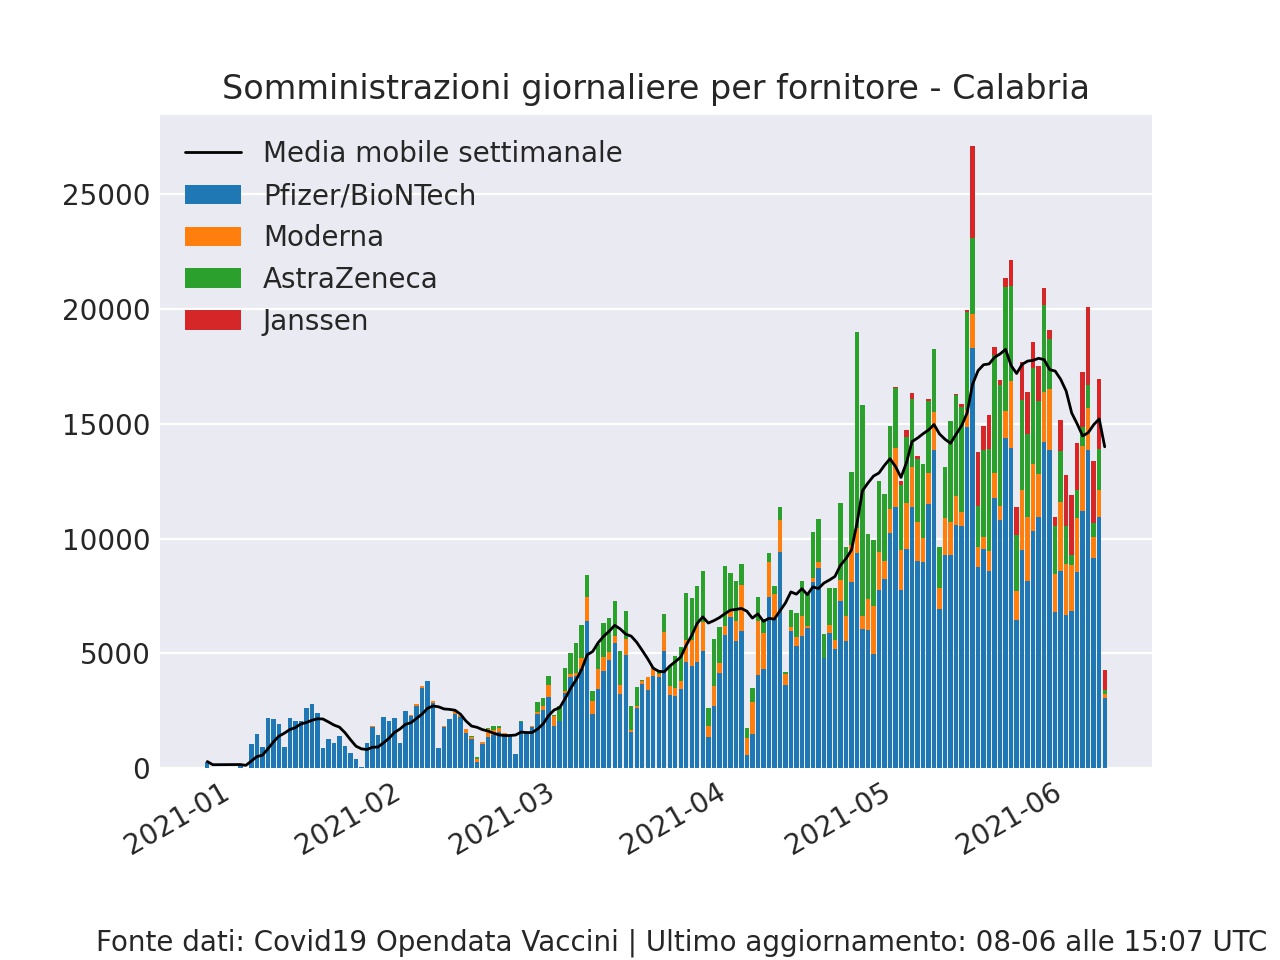 Somministrazioni giornaliere per fornitore - Calabria
Media mobile settimanale
Pfizer/BioNTech
Moderna
AstraZeneca
Janssen
25000
20000
15000
10000
5000
0
2021-01
2021-02
2021-03
2021-04
2021-05
2021-06
Fonte dati: Covid19 Opendata Vaccini | Ultimo aggiornamento: 08-06 alle 15:07 UTC